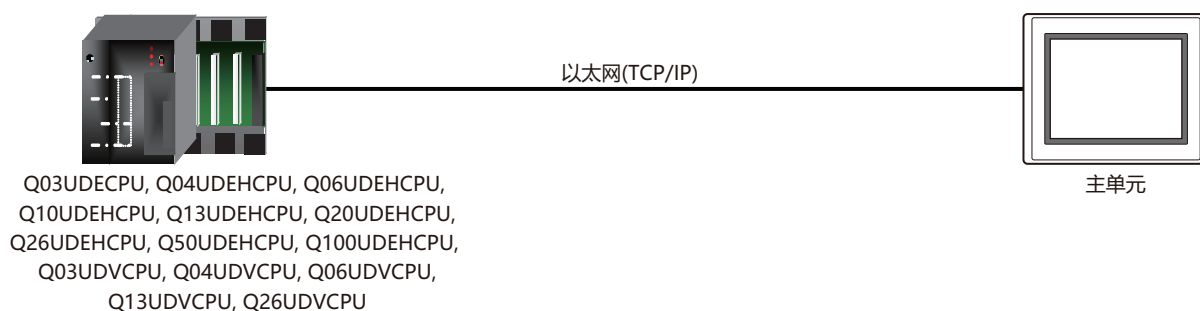 以太网(TCP/IP)
主单元
Q03UDECPU, Q04UDEHCPU, Q06UDEHCPU,
Q10UDEHCPU, Q13UDEHCPU, Q20UDEHCPU,
Q26UDEHCPU, Q50UDEHCPU, Q100UDEHCPU,
Q03UDVCPU, Q04UDVCPU, Q06UDVCPU,
Q13UDVCPU, Q26UDVCPU